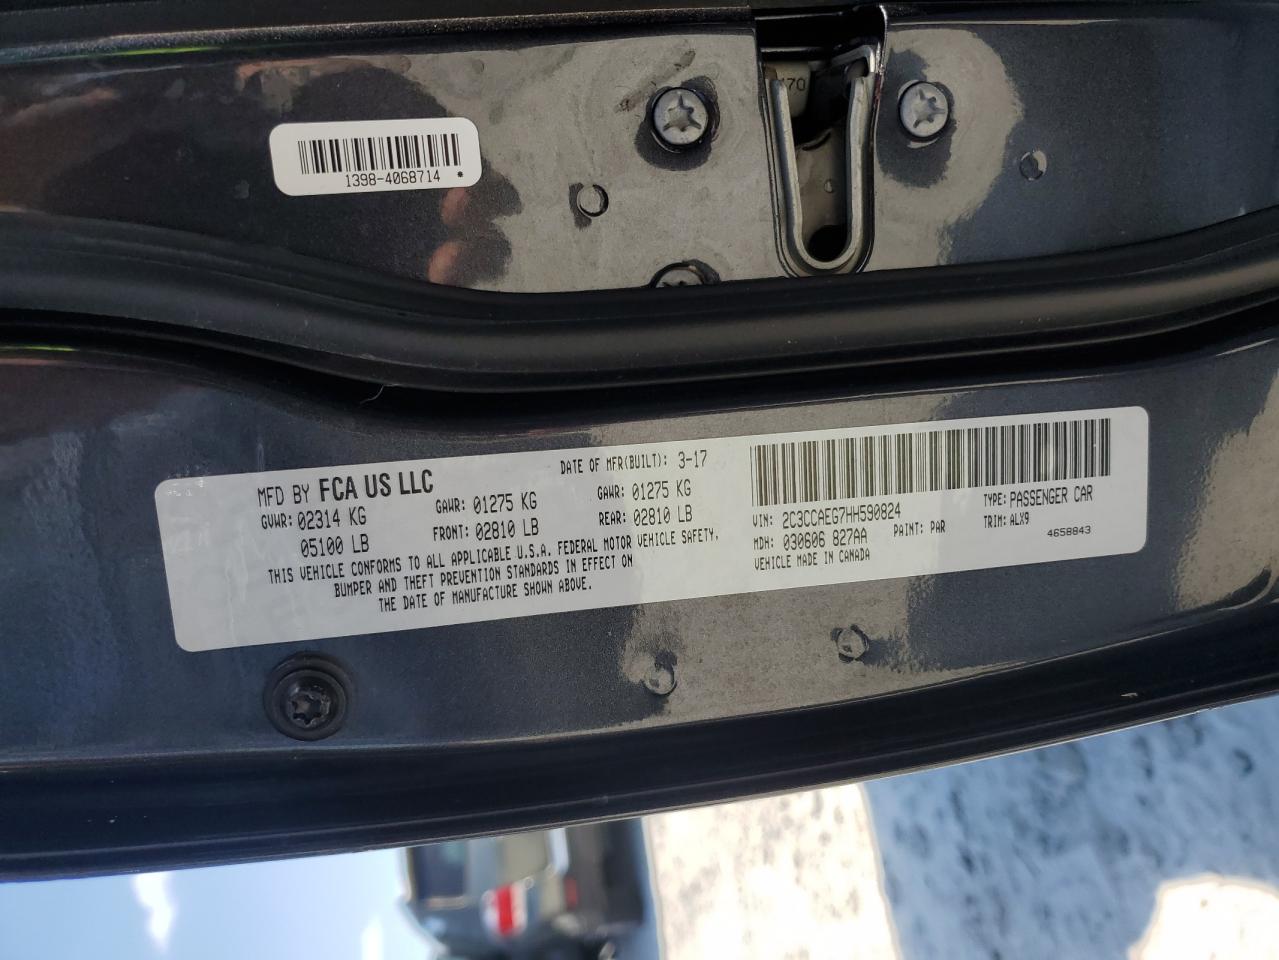 470
1398-4068714 *
MFD BY FCA US LLC
DATE OF MFR(BUILT): 3-17
GVWR: 02314 KG
GAWR: 01275 KG
GAWR: 01275 KG
05100 LB
FRONT: 02810 LB
REAR: 02810 LB
THIS VEHICLE CONFORMS TO ALL APPLICABLE U.S.A. FEDERAL MOTOR VEHICLE SAFETY,
BUMPER AND THEFT PREVENTION STANDARDS IN EFFECT ON
THE DATE OF MANUFACTURE SHOWN ABOVE.
VIN: 2C3CCAEG7HH590824
TYPE: PASSENGER CAR
MDH: 030606 827AA
PAINT: PAR
TRIM: ALX9
VEHICLE MADE IN CANADA
4658843